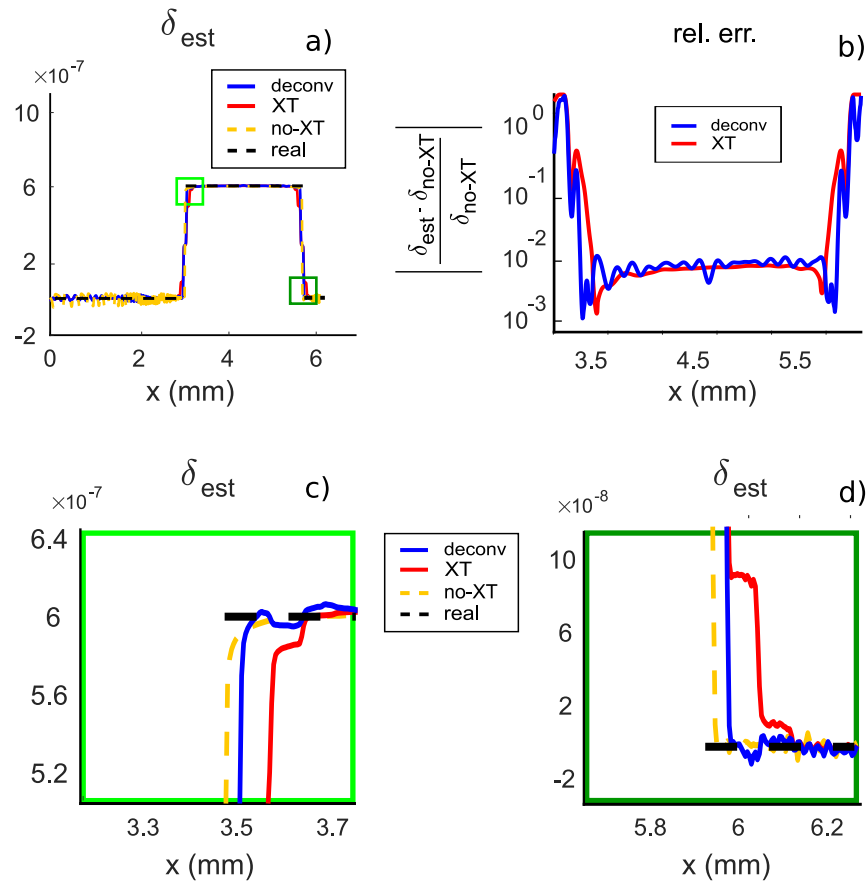 δ est
a)
×10-7
10
6
2
-2
0
2
4
6
x (mm)
deconv
XT
no-XT
real
rel. err.
b)
δest - δno-XT
δno-XT
10 0
10-1
10-2
10-3
3.5
4.5
5.5
x (mm)
deconv
XT
δ est
c)
×10-7
6.4
6
5.6
5.2
3.3
3.5
3.7
x (mm)
deconv
XT
no-XT
real
δ est
d)
×10-8
10
6
2
-2
5.8
6
6.2
x (mm)